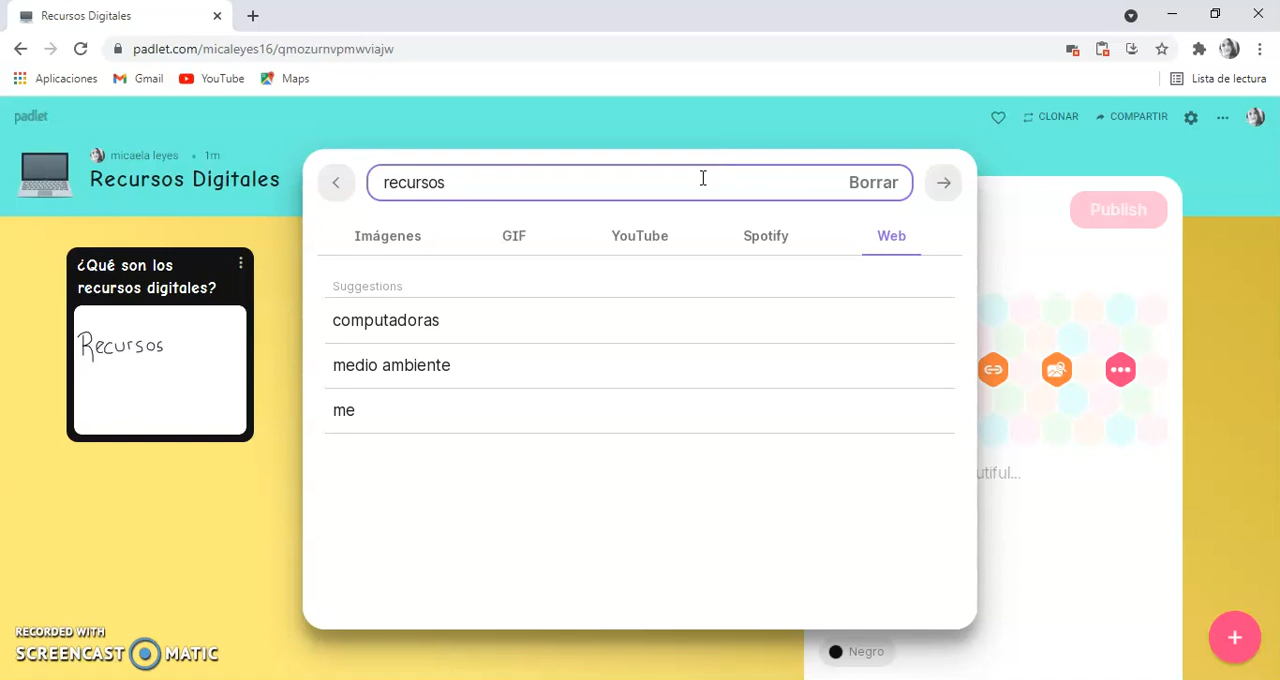 Recursos Digitales
padlet.com/micaleyes16/qmozurnvpmwviajw
Aplicaciones
Gmail
YouTube
Maps
Lista de lectura
padlet
CLONAR
COMPARTIR
micaela leyes • 1m
Recursos Digitales
recursos
Borrar
Publish
Imágenes
GIF
YouTube
Spotify
Web
¿Qué son los
recursos digitales?
Recursos
Suggestions
computadoras
medio ambiente
me
utiful...
RECORDED WITH
SCREENCAST MATIC
Negro